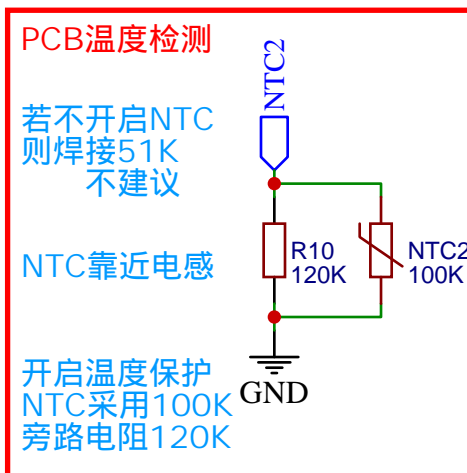 PCB温度检测
NTC2
若不开启NTC
则焊接51K
不建议
R10
120K
NTC2
100K
NTC靠近电感
开启温度保护
NTC采用100K
旁路电阻120K
GND